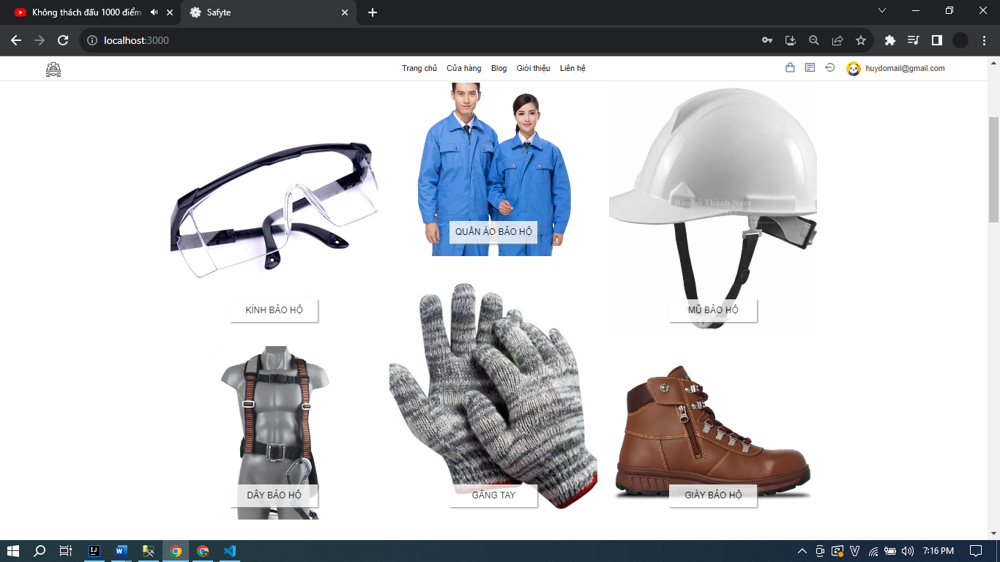 Không thách đấu 1000 điểm
Safyte
localhost:3000
Trang chủ Cửa hàng Blog Giới thiệu Liên hệ
huydomail@gmail.com
Bảo hộ Thành Nam
QUẦN ÁO BẢO HỘ
KÍNH BẢO HỘ
MŨ BẢO HỘ
DÂY BẢO HỘ
GĂNG TAY
GIÀY BẢO HỘ
7:16 PM